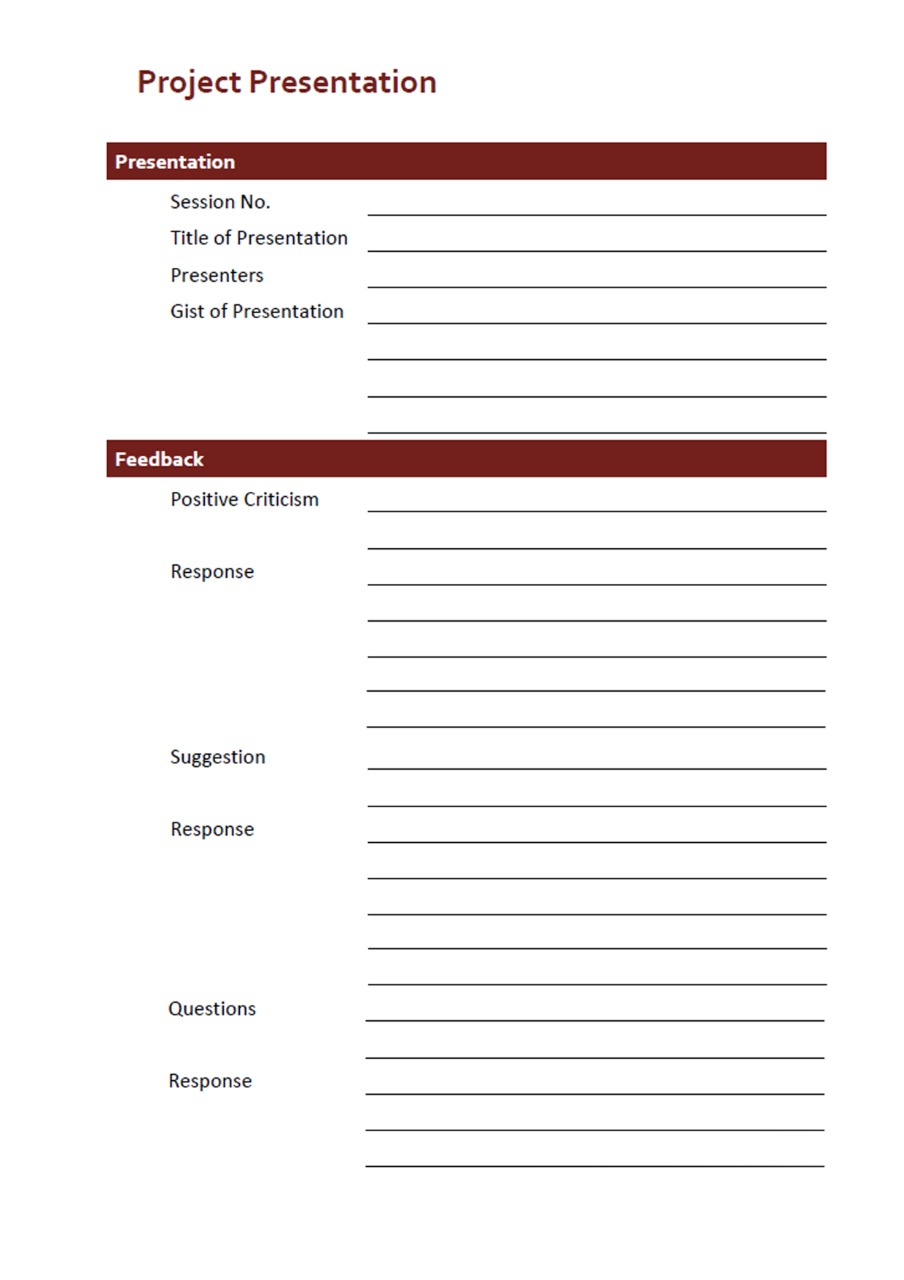 Project Presentation
Presentation
Session No.
Title of Presentation
Presenters
Gist of Presentation
Feedback
Positive Criticism
Response
Suggestion
Response
Questions
Response